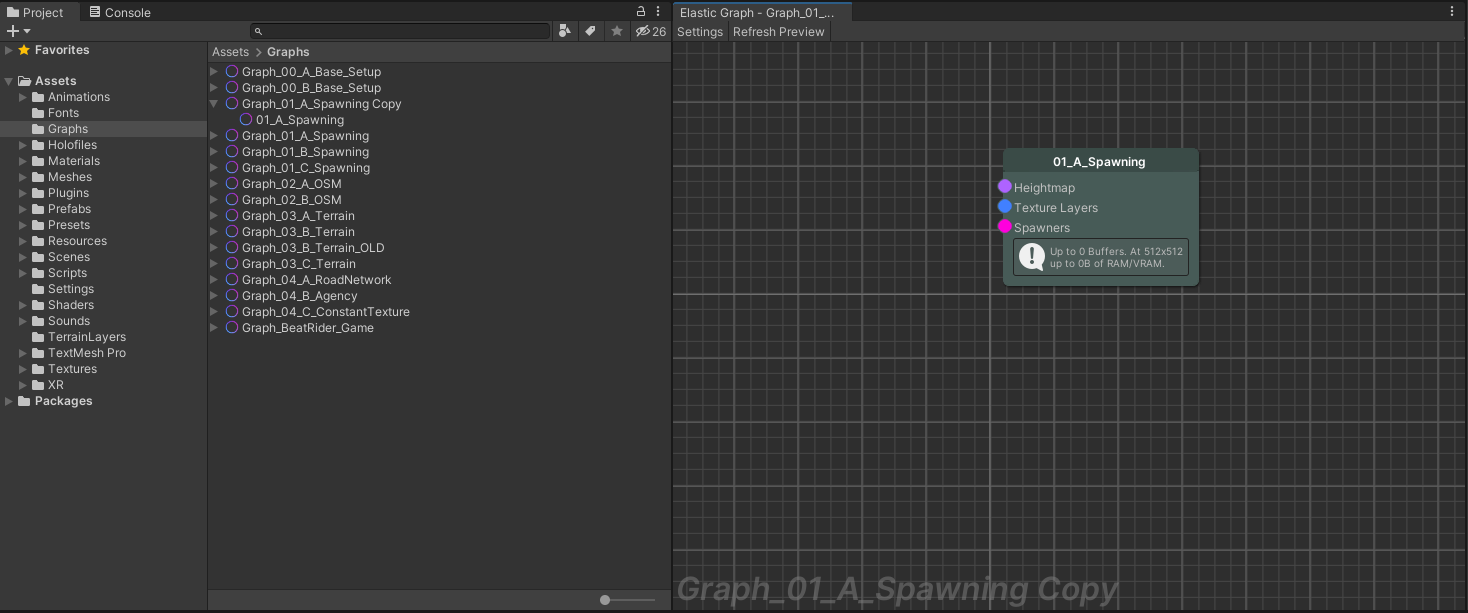 Project
Console
26
Favorites
Assets
Animations
Fonts
Graphs
Holofiles
Materials
Meshes
Plugins
Prefabs
Presets
Resources
Scenes
Scripts
Settings
Shaders
Sounds
TerrainLayers
TextMesh Pro
Textures
XR
Packages
Assets > Graphs
Graph_00_A_Base_Setup
Graph_00_B_Base_Setup
Graph_01_A_Spawning Copy
01_A_Spawning
Graph_01_A_Spawning
Graph_01_B_Spawning
Graph_01_C_Spawning
Graph_02_A_OSM
Graph_02_B_OSM
Graph_03_A_Terrain
Graph_03_B_Terrain
Graph_03_B_Terrain_OLD
Graph_03_C_Terrain
Graph_04_A_RoadNetwork
Graph_04_B_Agency
Graph_04_C_ConstantTexture
Graph_BeatRider_Game
Elastic Graph - Graph_01_...
Settings
Refresh Preview
01_A_Spawning
Heightmap
Texture Layers
Spawners
Up to 0 Buffers. At 512x512
up to 0B of RAM/VRAM.
Graph_01_A_Spawning Copy